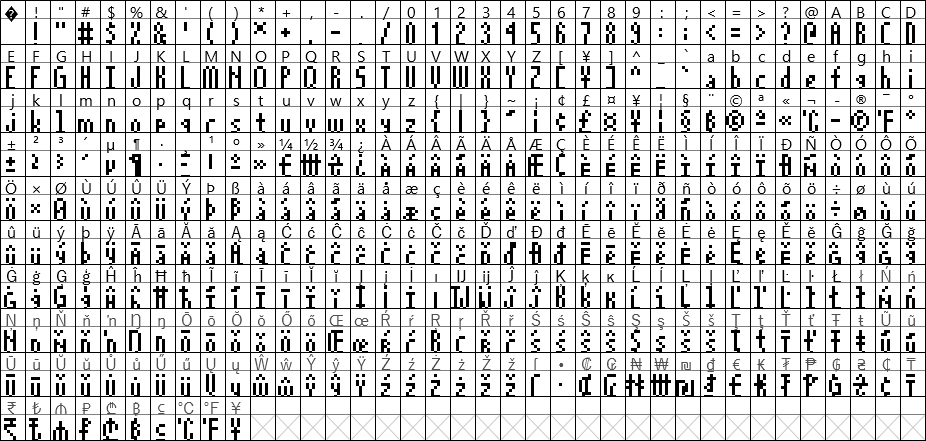 � ! " # $ % & ' ( ) * + , - . / 0 1 2 3 4 5 6 7 8 9 : ; < = > ? @ A B C D
E F G H I J K L M N O P Q R S T U V W X Y Z [ ¥ ] ^ _ ` a b c d e f g h i
j k l m n o p q r s t u v w x y z { | } ~ ¡ ¢ £ ¤ ¥ ¦ § ¨ © ª « ¬ - ® ¯ °
± ² ³ ´ µ ¶ · ¸ ¹ º » ¼ ½ ¾ ¿ À Á Â Ã Ä Å Æ Ç È É Ê Ë Ì Í Î Ï Ð Ñ Ò Ó Ô Õ
Ö × Ø Ù Ú Û Ü Ý Þ ß à á â ã ä å æ ç è é ê ë ì í î ï ð ñ ò ó ô õ ö ÷ ø ù ú
û ü ý þ ÿ Ā ā Ă ă Ą ą Ć ć Ĉ ĉ Ċ ċ Č č Ď ď Đ đ Ē ē Ĕ ĕ Ė ė Ę ę Ě ě Ĝ ĝ Ğ ğ
Ġ ġ Ģ ģ Ĥ ĥ Ħ ħ Ĩ ĩ Ī ī Ĭ ĭ Į į İ ı Ĳ ĳ Ĵ ĵ Ķ ķ ĸ Ĺ ĺ Ļ ļ Ľ ľ Ŀ ŀ Ł ł Ń ń
Ņ ņ Ň ň ŉ Ŋ ŋ Ō ō Ŏ ŏ Ő ő Œ œ Ŕ ŕ Ŗ ŗ Ř ř Ś ś Ŝ ŝ Ş ş Š š Ţ ţ Ť ť Ŧ ŧ Ũ ũ
Ū ū Ŭ ŭ Ů ů Ű ű Ų ų Ŵ ŵ Ŷ ŷ Ÿ Ź ź Ż ż Ž ž ſ • ₡ ₲ ₦ ₩ ₪ ₫ € ₭ ₮ ₱ ₲ ₴ ₵ ₸
₹ ₺ ₼ ₽ ₾ ฿ ⊆ ℃ ℉ ¥